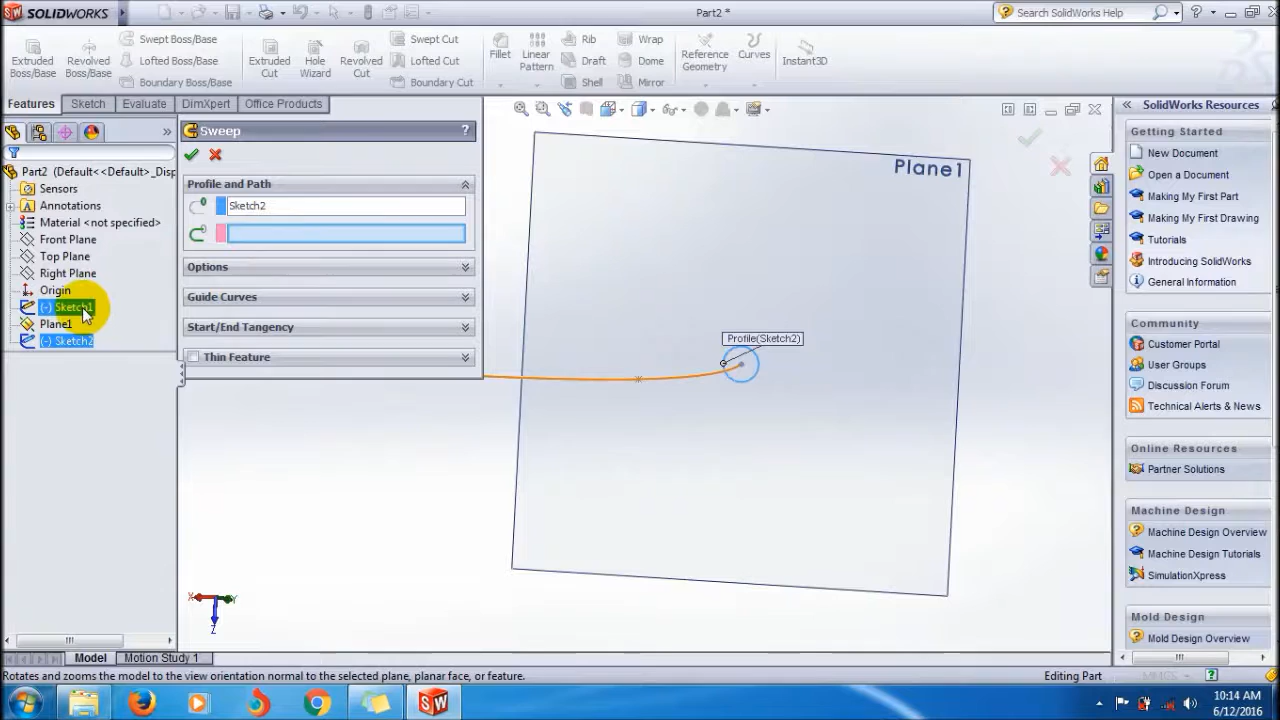 SOLIDWORKS
Part2 *
Search SolidWorks Help
Extruded Boss/Base
Revolved Boss/Base
Swept Boss/Base
Lofted Boss/Base
Boundary Boss/Base
Extruded Cut
Hole Wizard
Revolved Cut
Swept Cut
Lofted Cut
Boundary Cut
Fillet
Linear Pattern
Rib
Draft
Shell
Wrap
Dome
Mirror
Reference Geometry
Curves
Instant3D
Features
Sketch
Evaluate
DimXpert
Office Products
Part2 (Default<<Default>_Disp
Sensors
Annotations
Material <not specified>
Front Plane
Top Plane
Right Plane
Origin
(-) Sketch1
Plane1
(-) Sketch2
Sweep
?
Profile and Path
Sketch2
Options
Guide Curves
Start/End Tangency
Thin Feature
Plane1
Profile(Sketch2)
X
Y
Z
SolidWorks Resources
Getting Started
New Document
Open a Document
Making My First Part
Making My First Drawing
Tutorials
Introducing SolidWorks
General Information
Community
Customer Portal
User Groups
Discussion Forum
Technical Alerts & News
Online Resources
Partner Solutions
Machine Design
Machine Design Overview
Machine Design Tutorials
SimulationXpress
Mold Design
Mold Design Overview
Model
Motion Study 1
Rotates and zooms the model to the view orientation normal to the selected plane, planar face, or feature.
Editing Part
MMGS
10:14 AM
6/12/2016